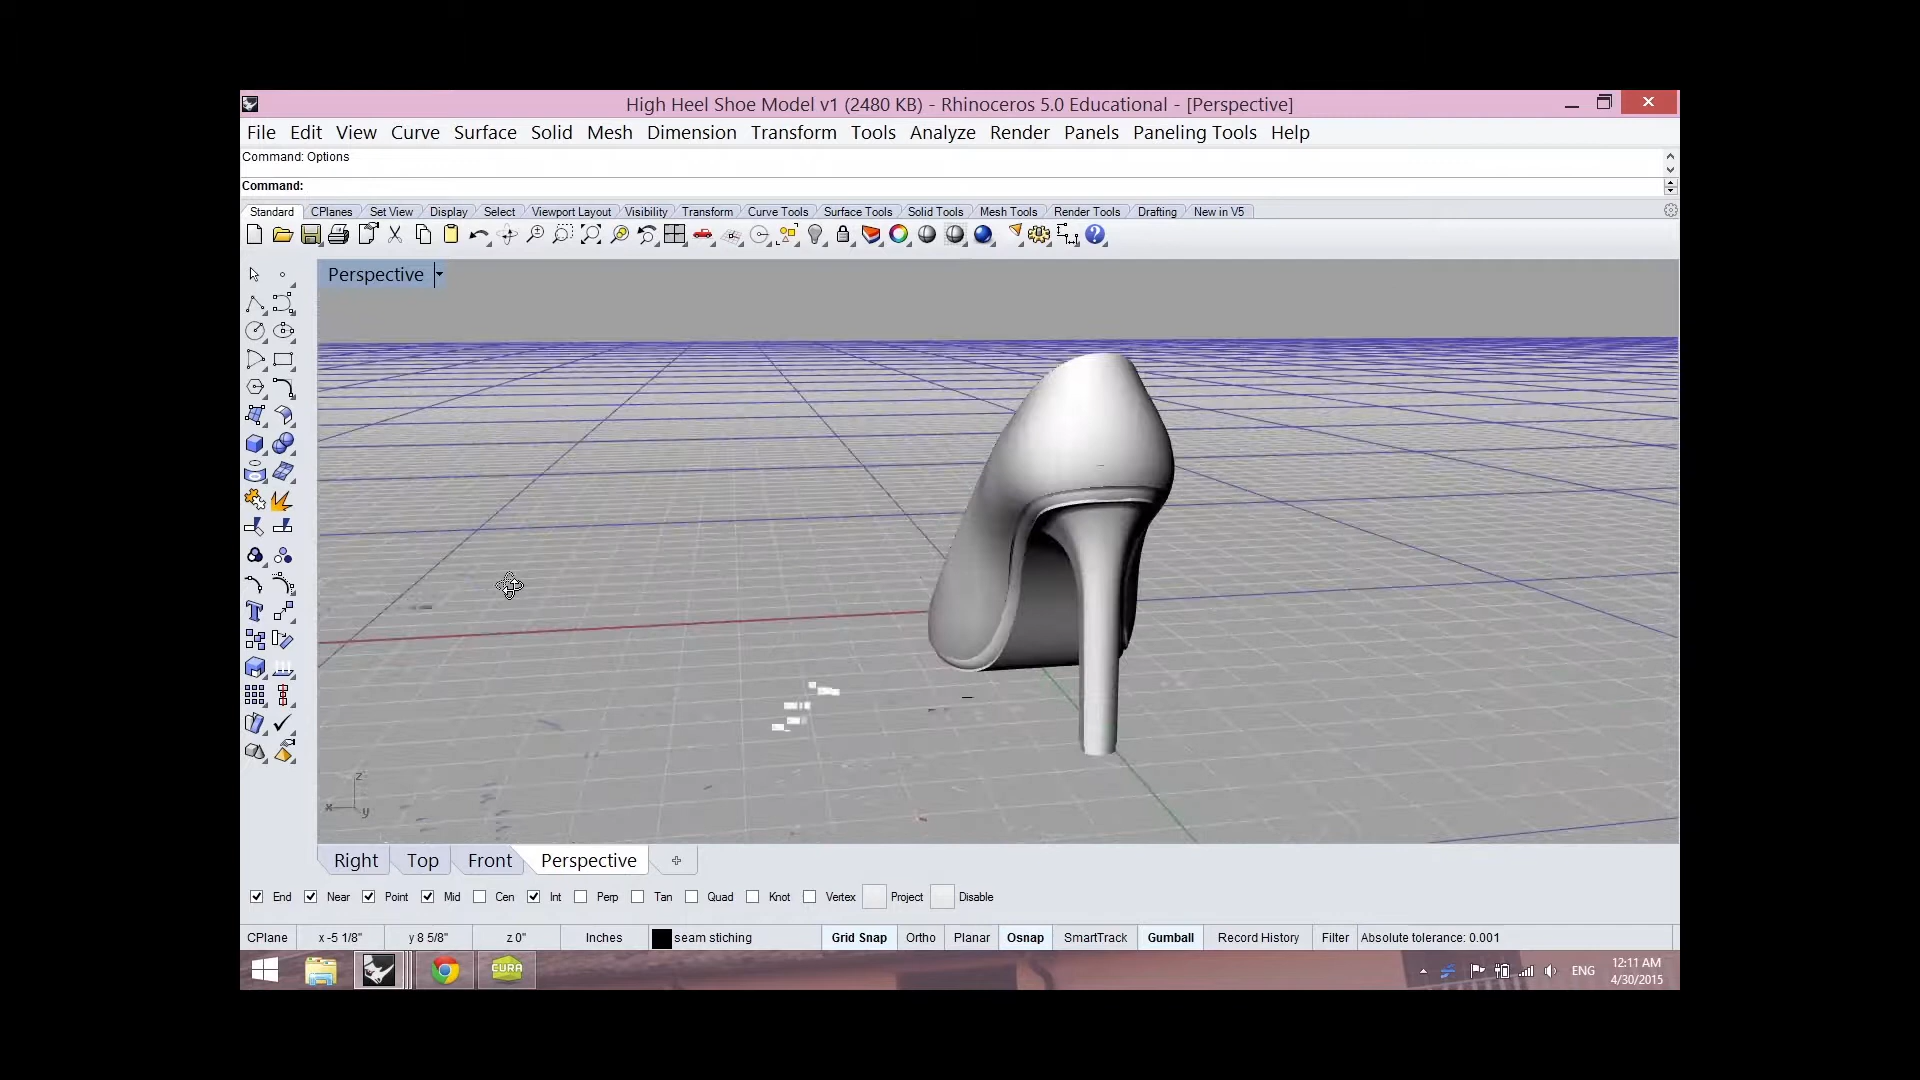 High Heel Shoe Model v1 (2480 KB) - Rhinoceros 5.0 Educational - [Perspective]
File Edit View Curve Surface Solid Mesh Dimension Transform Tools Analyze Render Panels Paneling Tools Help
Command: Options
Command:
Standard CPlanes Set View Display Select Viewport Layout Visibility Transform Curve Tools Surface Tools Solid Tools Mesh Tools Render Tools Drafting New in V5
Perspective
z
x
y
Right Top Front Perspective
End Near Point Mid Cen Int Perp Tan Quad Knot Vertex Project Disable
CPlane x -5 1/8" y 8 5/8" z 0" Inches seam stiching Grid Snap Ortho Planar Osnap SmartTrack Gumball Record History Filter Absolute tolerance: 0.001
CURA ENG 12:11 AM
4/30/2015